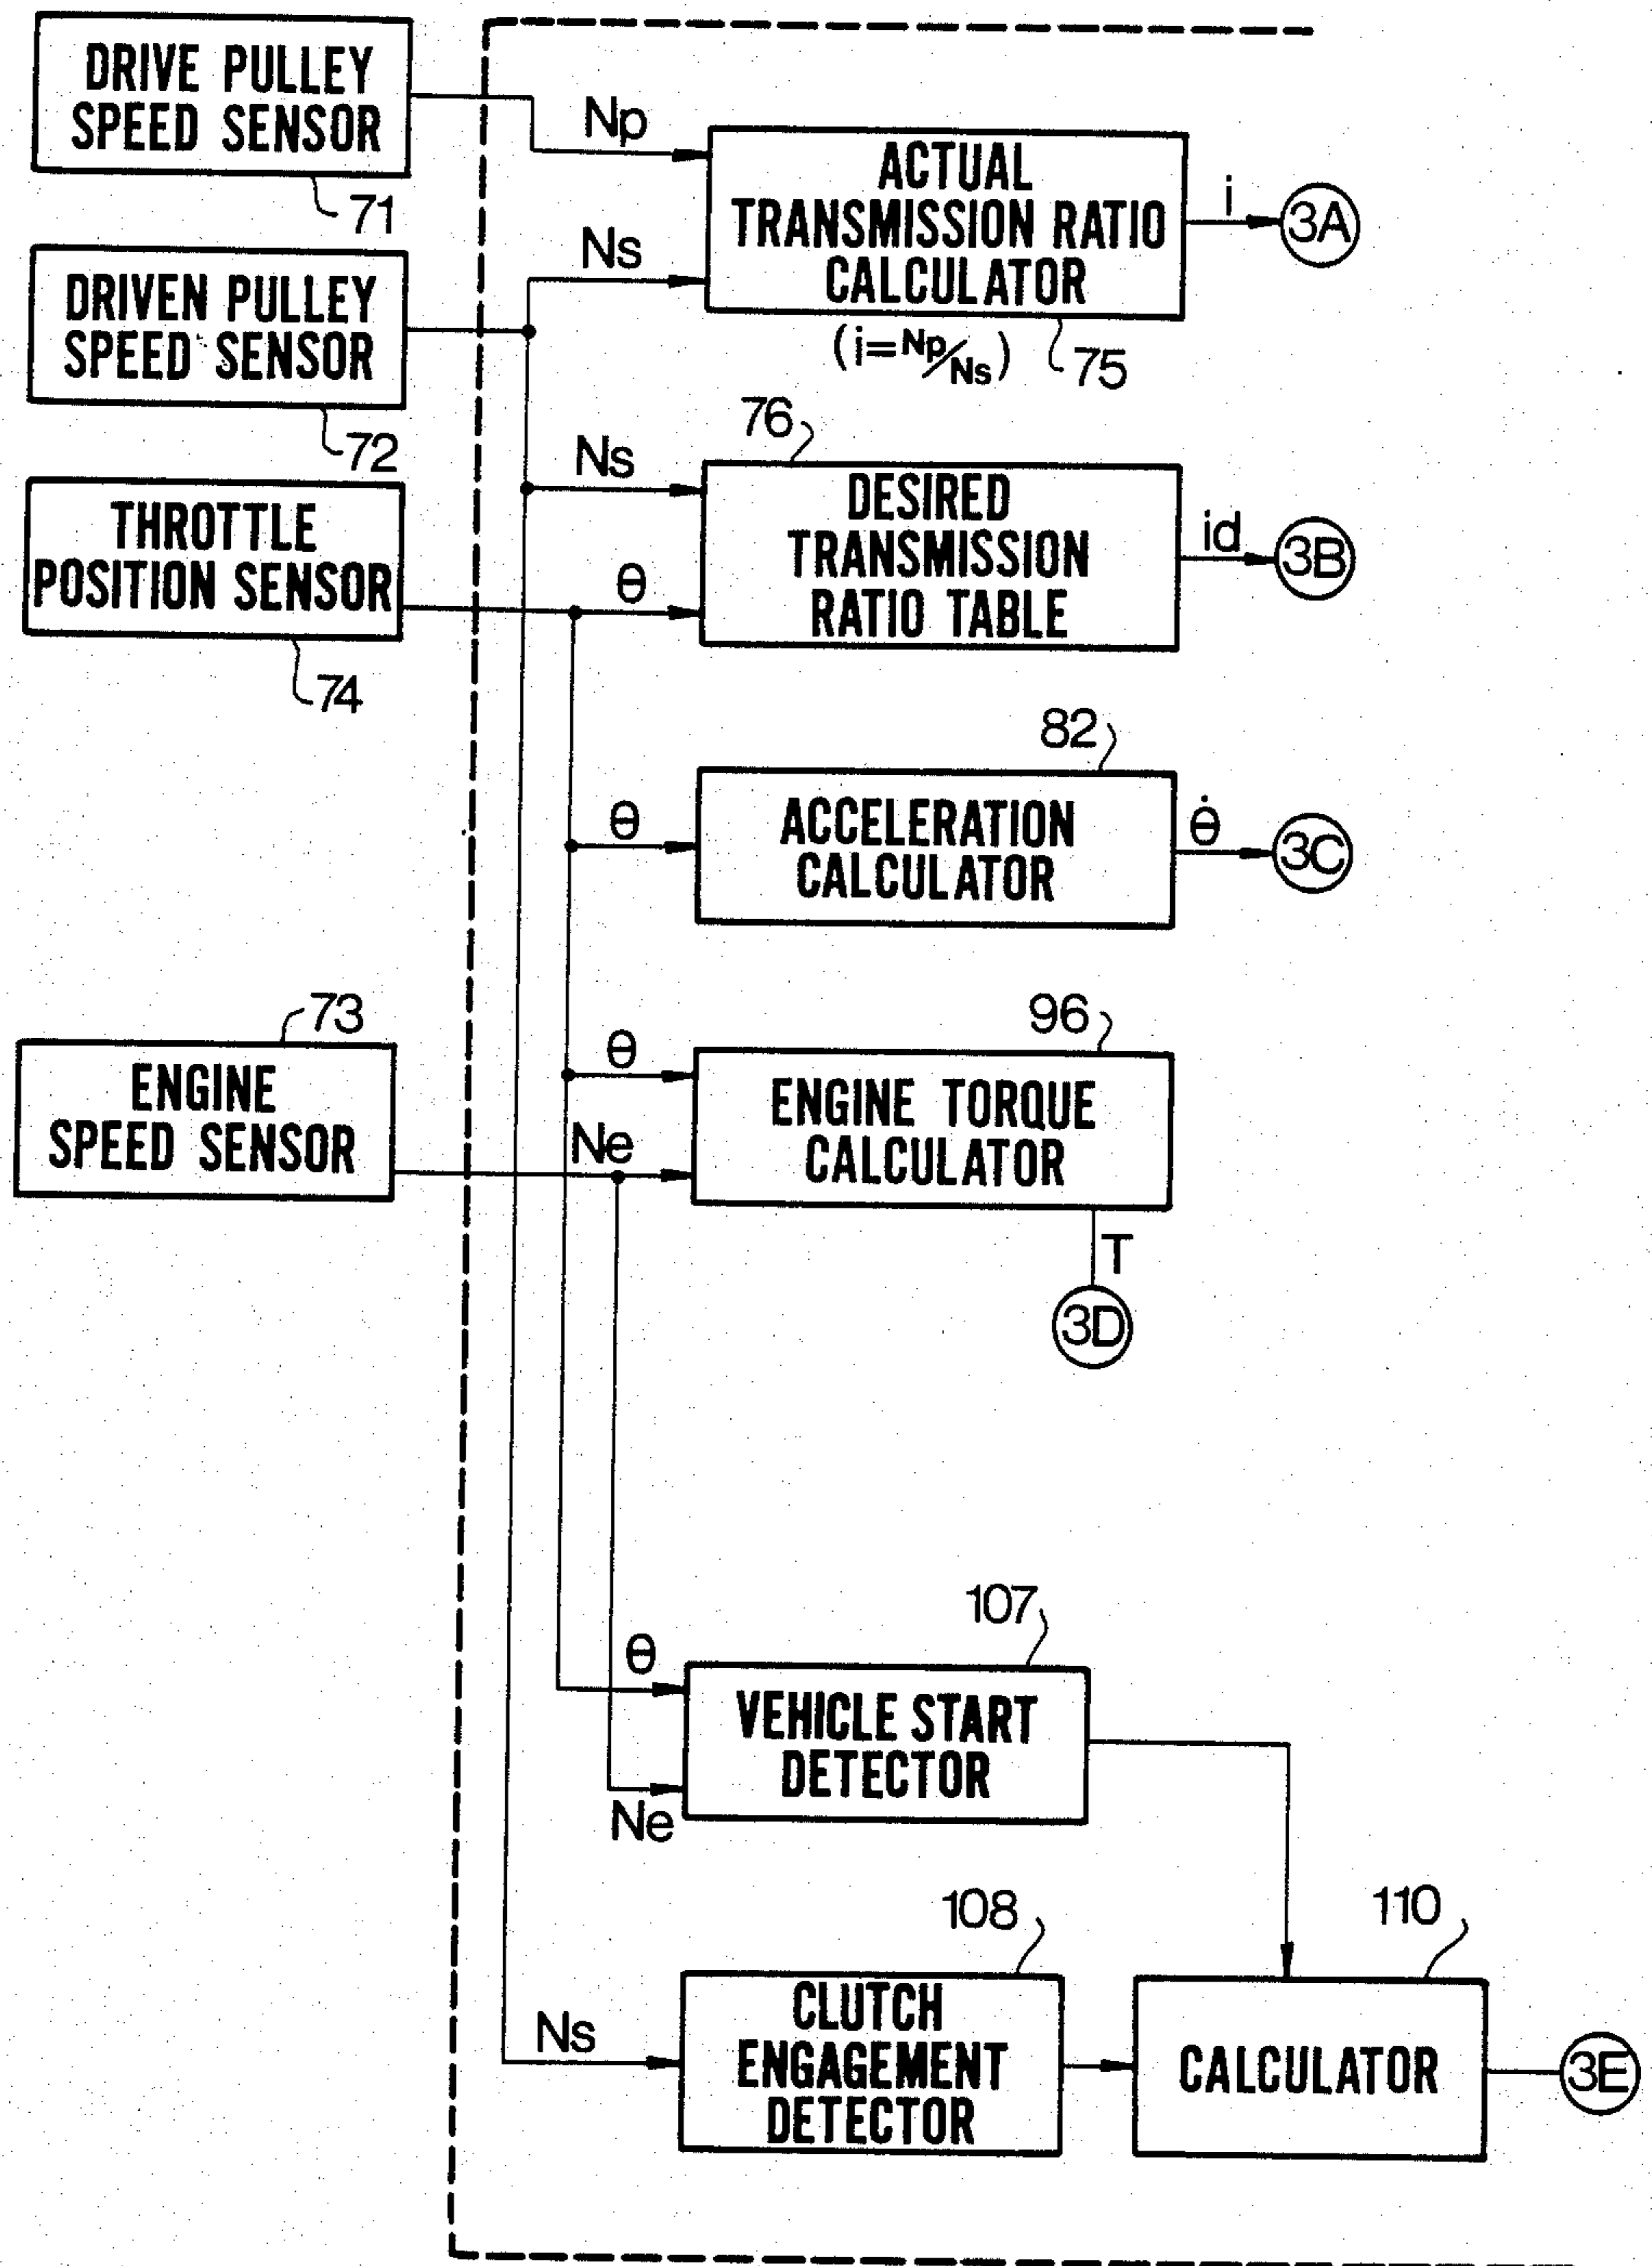 DRIVE PULLEY
SPEED SENSOR
71
Np
ACTUAL
TRANSMISSION RATIO
CALCULATOR
(i=Np/Ns)
75
i
3A
DRIVEN PULLEY
SPEED SENSOR
72
Ns
76
Ns
DESIRED
TRANSMISSION
RATIO TABLE
id
3B
THROTTLE
POSITION SENSOR
74
θ
82
θ
ACCELERATION
CALCULATOR
θ̇
3C
73
ENGINE
SPEED SENSOR
96
θ
Ne
ENGINE TORQUE
CALCULATOR
T
3D
107
θ
VEHICLE START
DETECTOR
Ne
108
Ns
CLUTCH
ENGAGEMENT
DETECTOR
110
CALCULATOR
3E